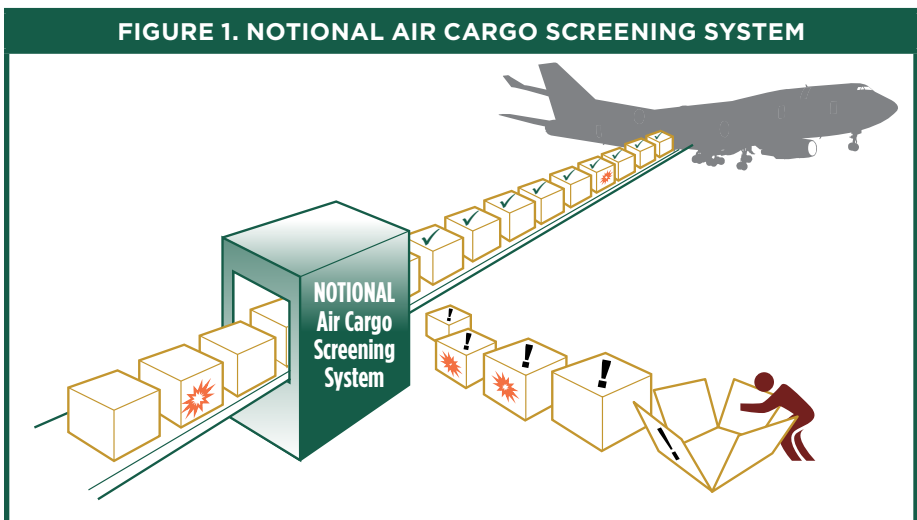 FIGURE 1. NOTIONAL AIR CARGO SCREENING SYSTEM
NOTIONAL
Air Cargo
Screening
System
!
!
!
!
!